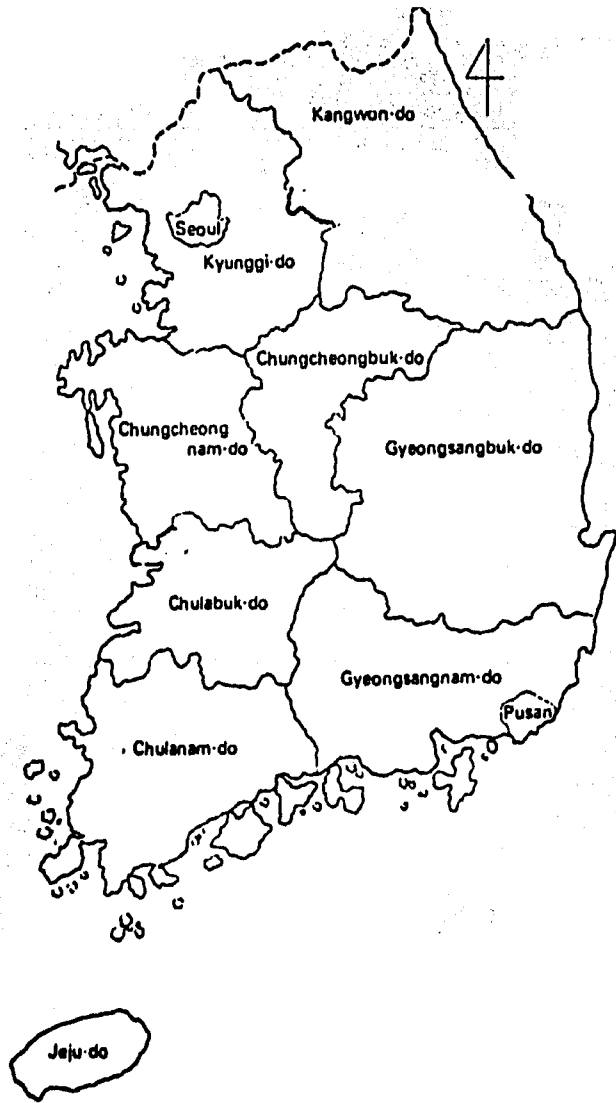 Kangwon·do
Seoul
Kyunggi·do
Chungcheongbuk·do
Chungcheong
nam·do
Gyeongsangbuk·do
Chulabuk·do
Gyeongsangnam·do
Pusan
Chulanam·do
Jeju·do